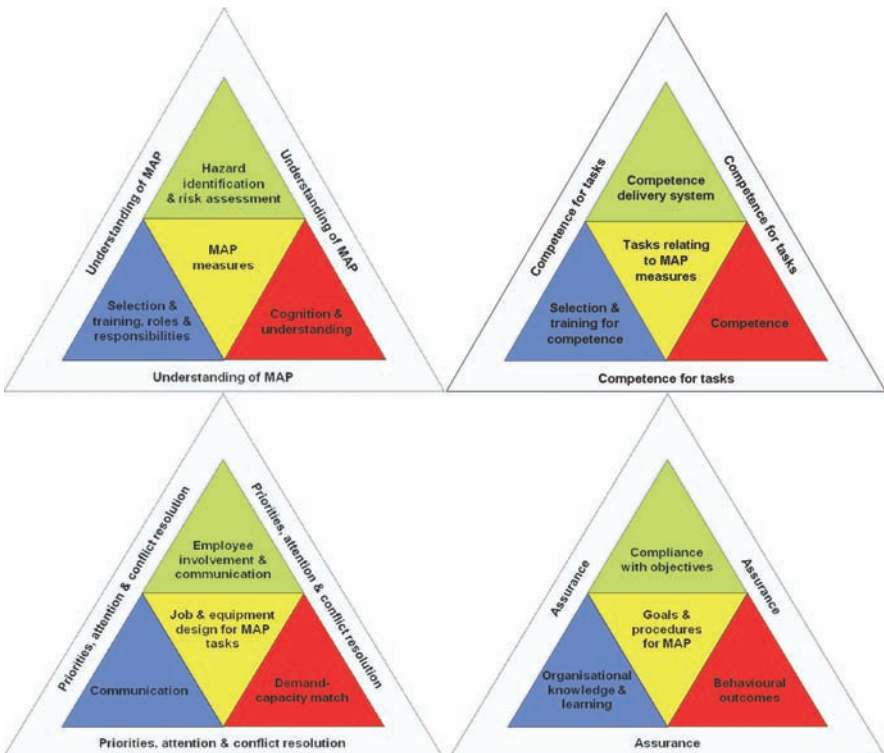 Understanding of MAP
Understanding of MAP
Hazard
identification
& risk assessment
MAP
measures
Selection &
training, roles &
responsibilities
Cognition &
understanding
Understanding of MAP
Competence for tasks
Competence for tasks
Competence
delivery system
Tasks relating
to MAP
measures
Selection &
training for
competence
Competence
Competence for tasks
Priorities, attention & conflict resolution
Priorities, attention & conflict resolution
Employee
involvement &
communication
Job & equipment
design for MAP
tasks
Communication
Demand-
capacity match
Priorities, attention & conflict resolution
Assurance
Assurance
Compliance
with objectives
Goals &
procedures
for MAP
Organisational
knowledge &
learning
Behavioural
outcomes
Assurance